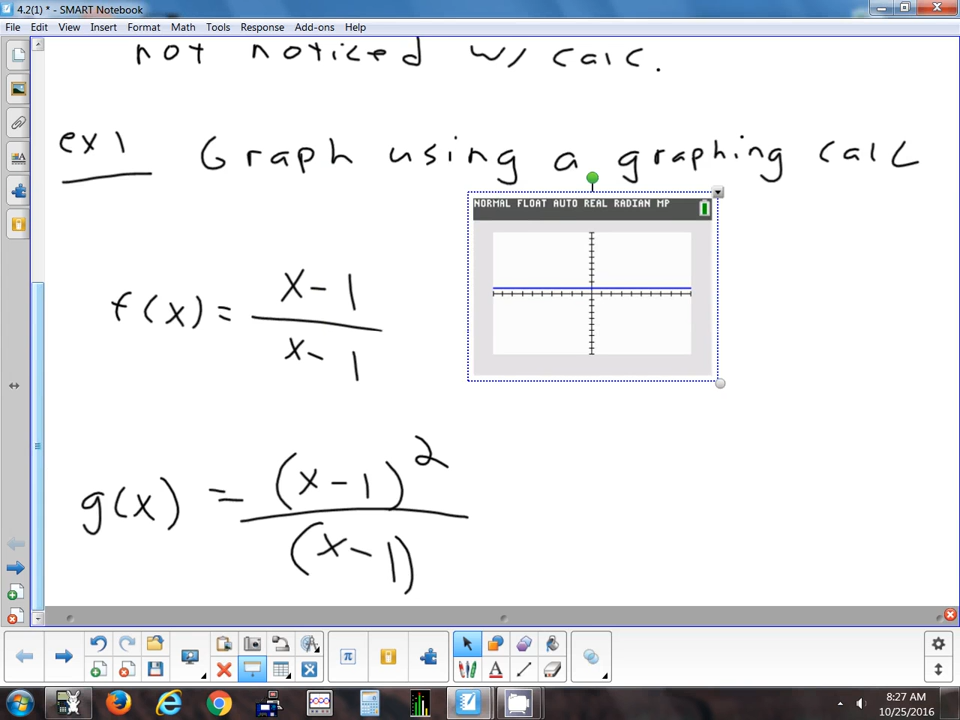 4.2(1) * - SMART Notebook
File Edit View Insert Format Math Tools Response Add-ons Help
not noticed w/ calc.
ex 1 Graph using a graphing calc
NORMAL FLOAT AUTO REAL RADIAN MP
f(x) = x-1
x-1
g(x) = (x-1)²
(x-1)
8:27 AM
10/25/2016